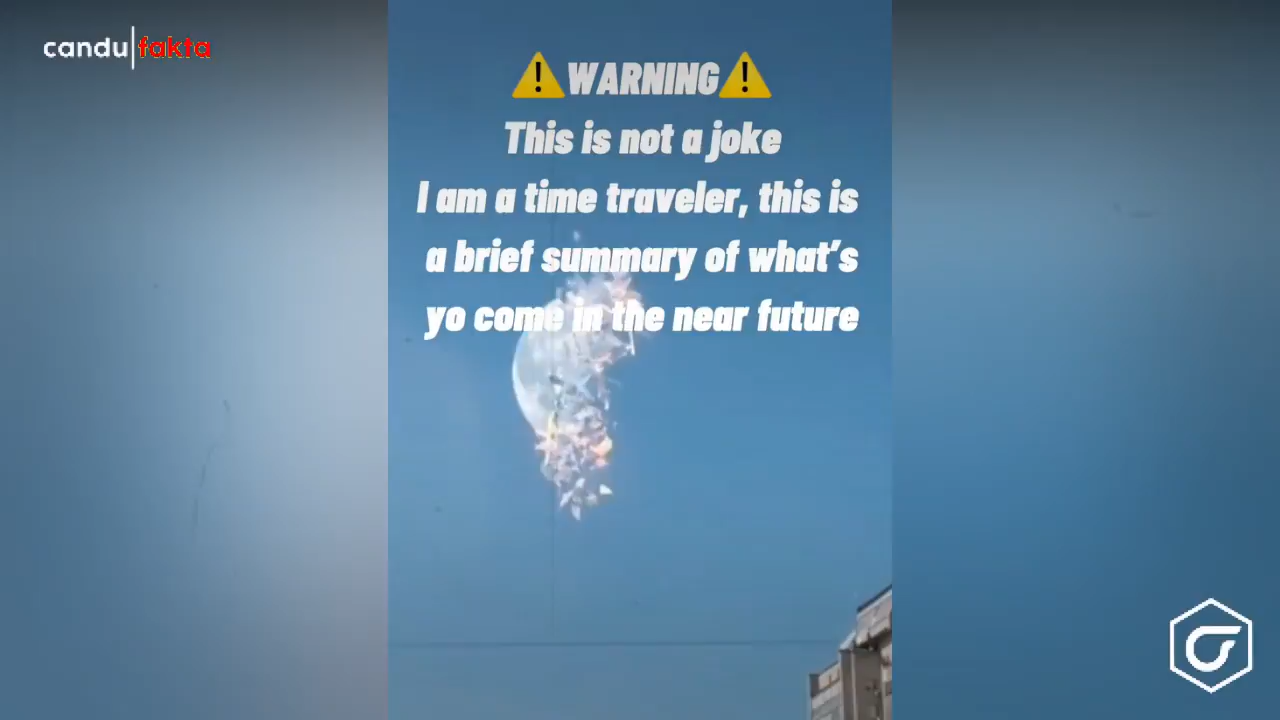 candu fakta
⚠️WARNING⚠️
This is not a joke
I am a time traveler, this is
a brief summary of what's
yo come in the near future